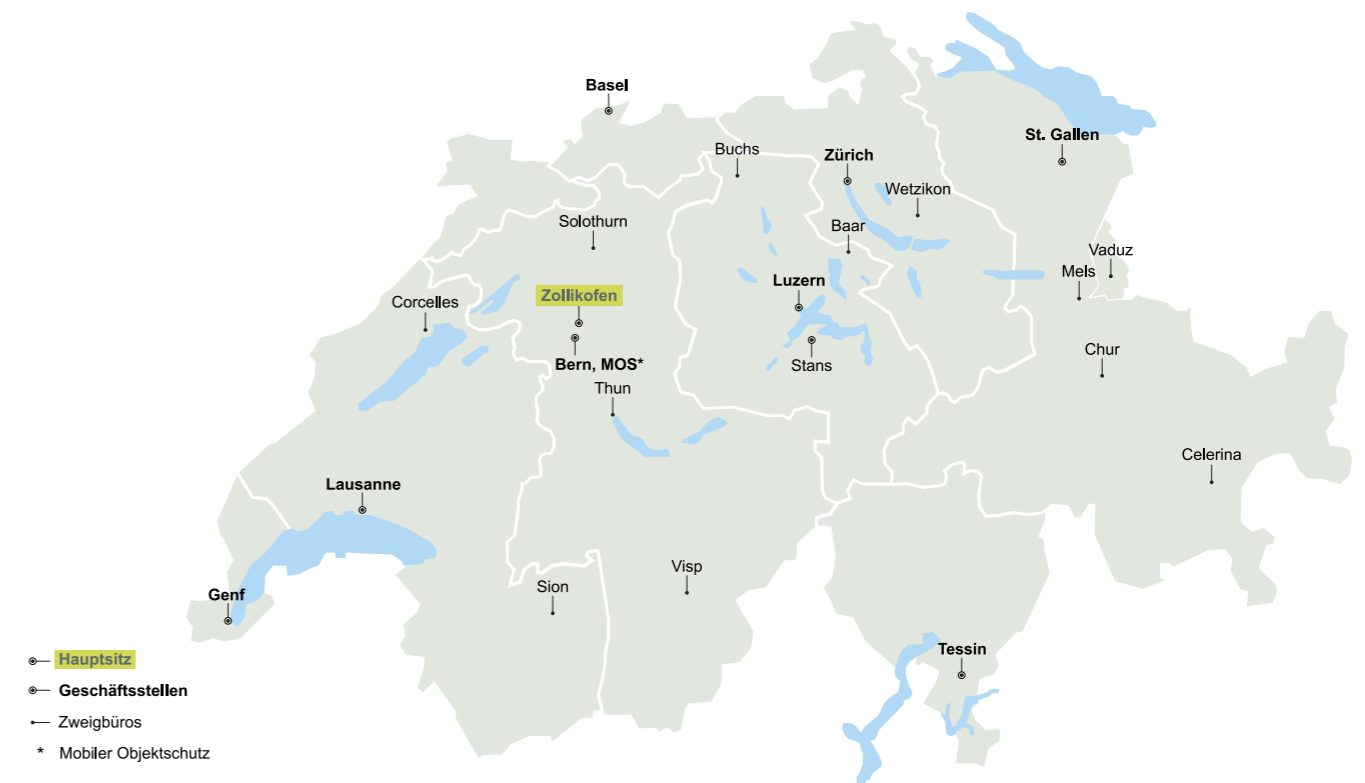 Basel
St. Gallen
Buchs
Zürich
Wetzikon
Solothurn
Baar
Vaduz
Mels
Luzern
Zollikofen
Corcelles
Bern, MOS*
Stans
Chur
Thun
Celerina
Lausanne
Visp
Sion
Genf
Tessin
Hauptsitz
Geschäftsstellen
Zweigbüros
* Mobiler Objektschutz